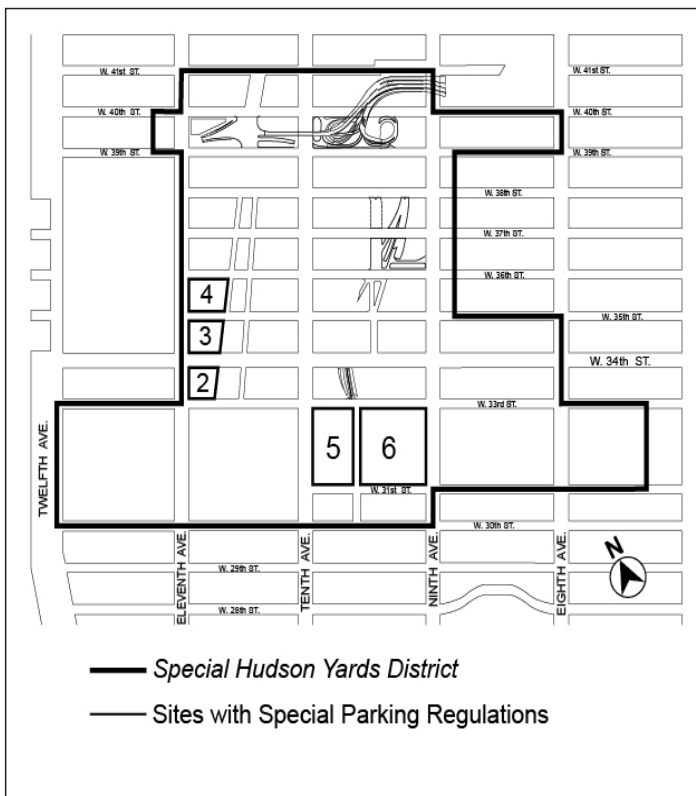 W. 41st ST.
W. 41st ST.
W. 40th ST.
W. 40th ST.
W. 39th ST.
W. 39th ST.
W. 38th ST.
W. 37th ST.
W. 36th ST.
4
W. 35th ST.
3
W. 34th ST.
2
W. 33rd ST.
5
6
TWELFTH AVE.
W. 31st ST.
W. 30th ST.
ELEVENTH AVE.
TENTH AVE.
NINTH AVE.
EIGHTH AVE.
N
W. 29th ST.
W. 28th ST.
Special Hudson Yards District
Sites with Special Parking Regulations